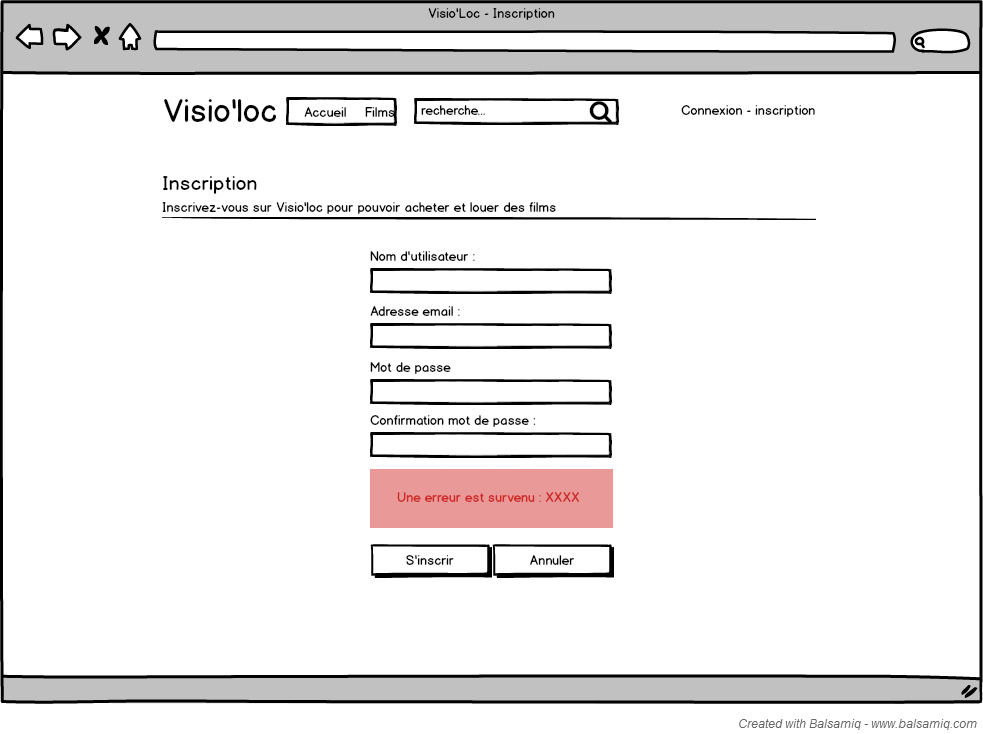 Visio'Loc - Inscription
Visio'loc
Accueil Films
recherche...
Connexion - inscription
Inscription
Inscrivez-vous sur Visio'loc pour pouvoir acheter et louer des films
Nom d'utilisateur :
Adresse email :
Mot de passe
Confirmation mot de passe :
Une erreur est survenu : XXXX
S'inscrir Annuler
Created with Balsamiq - www.balsamiq.com